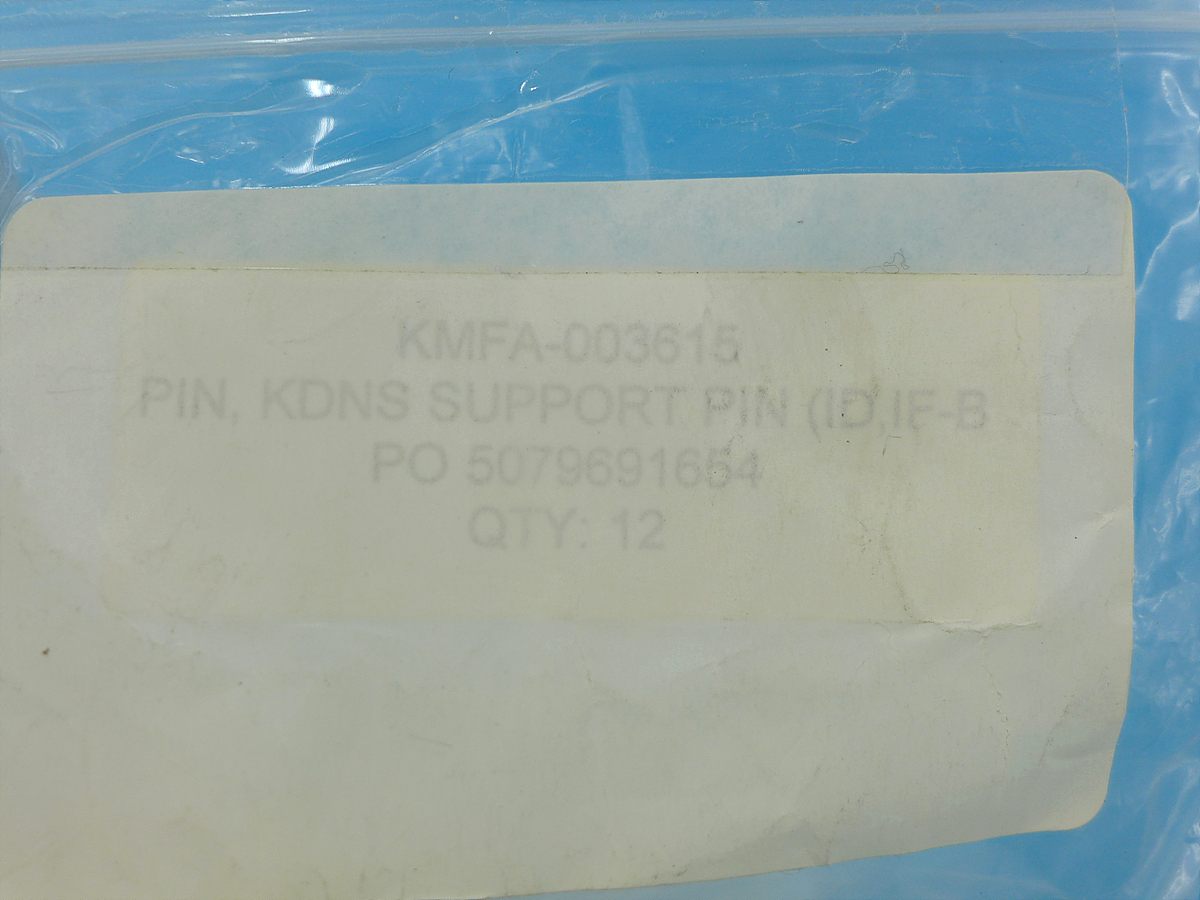 KMFA-003615
PIN, KDNS SUPPORT PIN (ID,IF-B
PO 5079691654
QTY: 12